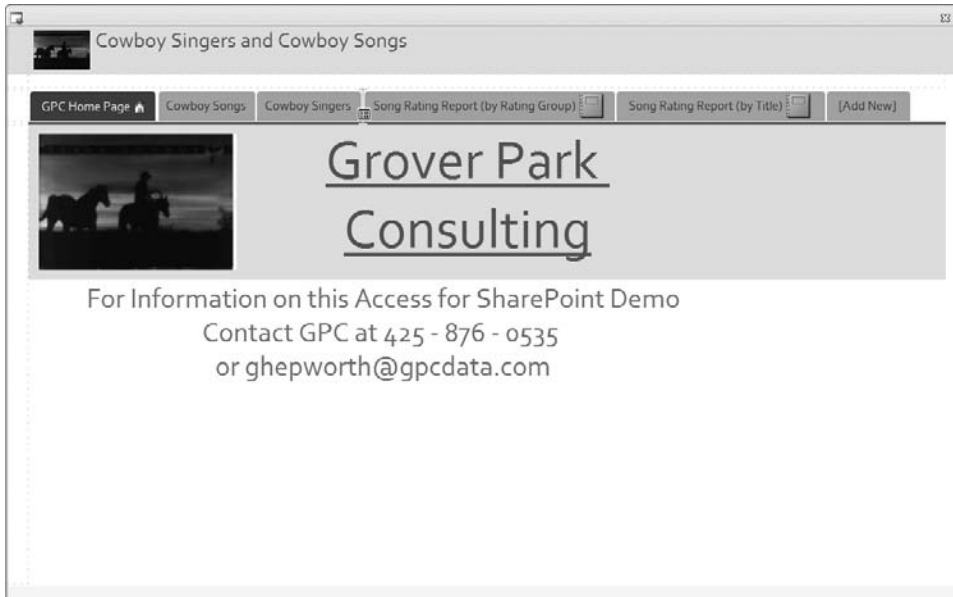 Cowboy Singers and Cowboy Songs
GPC Home Page Cowboy Songs Cowboy Singers Song Rating Report (by Rating Group) Song Rating Report (by Title) [Add New]
Grover Park
Consulting
For Information on this Access for SharePoint Demo
Contact GPC at 425 - 876 - 0535
or ghepworth@gpcdata.com